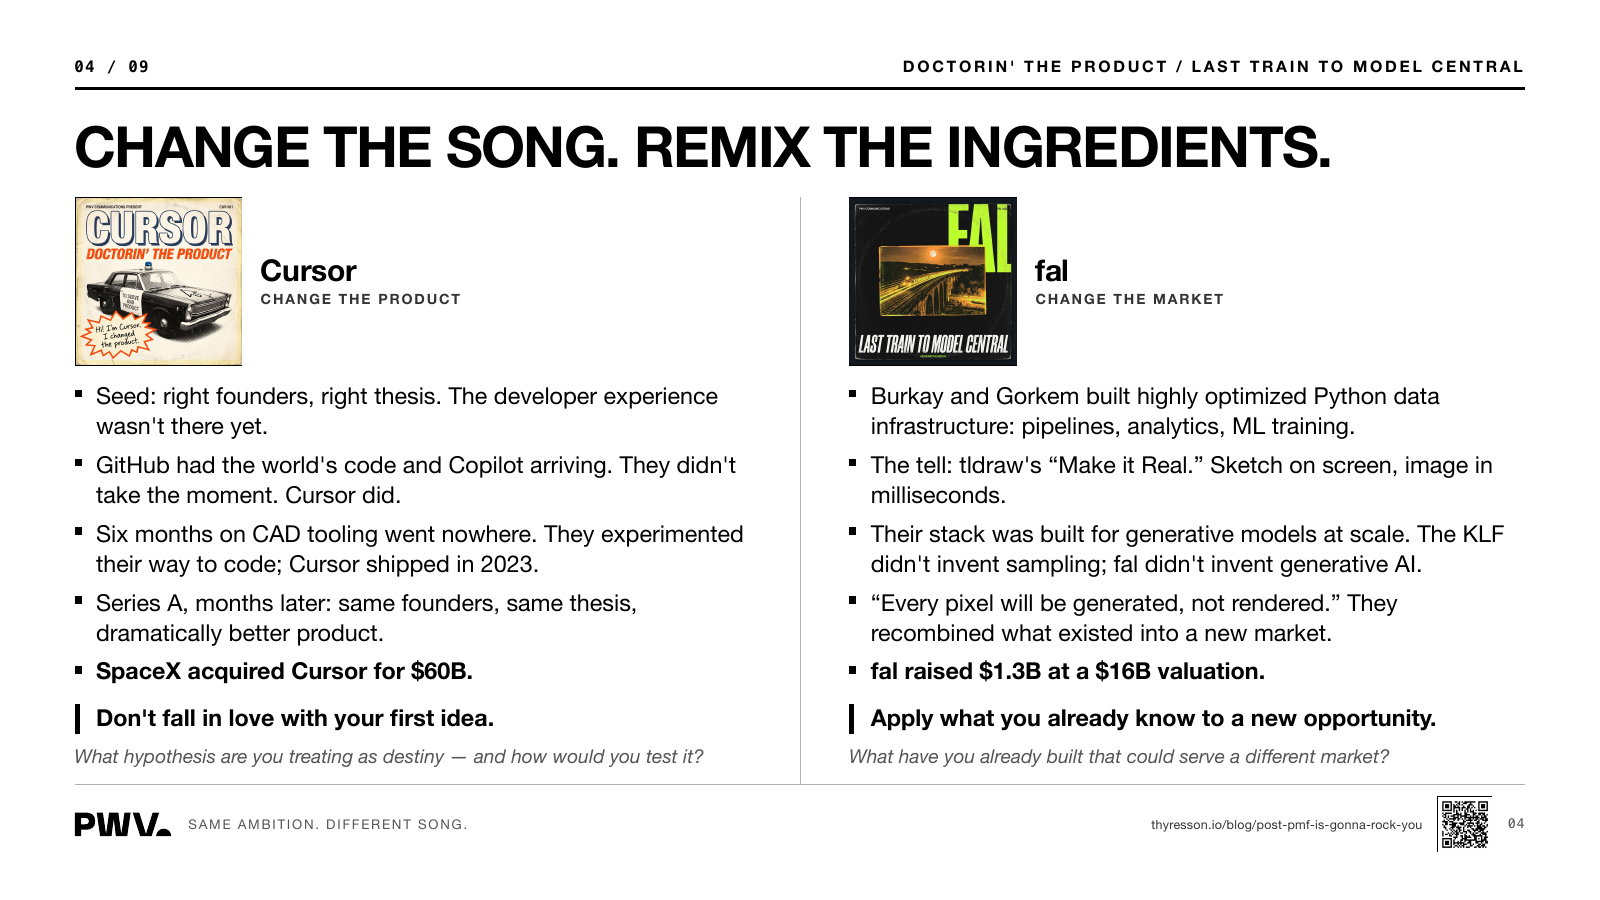 04 / 09
DOCTORIN' THE PRODUCT / LAST TRAIN TO MODEL CENTRAL
CHANGE THE SONG. REMIX THE INGREDIENTS.
PWV COMMUNICATIONS PRESENT
CUR 001
CURSOR
DOCTORIN' THE PRODUCT
TO SERVE
AND
PRODUCT
Hi! I'm Cursor.
I changed
the product.
Cursor
CHANGE THE PRODUCT
Seed: right founders, right thesis. The developer experience
wasn't there yet.
GitHub had the world's code and Copilot arriving. They didn't
take the moment. Cursor did.
Six months on CAD tooling went nowhere. They experimented
their way to code; Cursor shipped in 2023.
Series A, months later: same founders, same thesis,
dramatically better product.
SpaceX acquired Cursor for $60B.
Don't fall in love with your first idea.
What hypothesis are you treating as destiny — and how would you test it?
PWV COMMUNICATIONS
FAL
LAST TRAIN TO MODEL CENTRAL
fal
CHANGE THE MARKET
Burkay and Gorkem built highly optimized Python data
infrastructure: pipelines, analytics, ML training.
The tell: tldraw's “Make it Real.” Sketch on screen, image in
milliseconds.
Their stack was built for generative models at scale. The KLF
didn't invent sampling; fal didn't invent generative AI.
“Every pixel will be generated, not rendered.” They
recombined what existed into a new market.
fal raised $1.3B at a $16B valuation.
Apply what you already know to a new opportunity.
What have you already built that could serve a different market?
PWV.
SAME AMBITION. DIFFERENT SONG.
thyresson.io/blog/post-pmf-is-gonna-rock-you
04